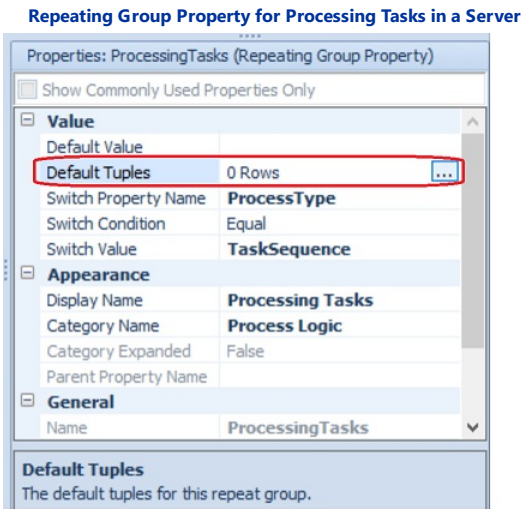 Repeating Group Property for Processing Tasks in a Server
Properties: ProcessingTasks (Repeating Group Property)
Show Commonly Used Properties Only
Value
Default Value
Default Tuples 0 Rows ...
Switch Property Name ProcessType
Switch Condition Equal
Switch Value TaskSequence
Appearance
Display Name Processing Tasks
Category Name Process Logic
Category Expanded False
Parent Property Name
General
Name ProcessingTasks
Default Tuples
The default tuples for this repeat group.